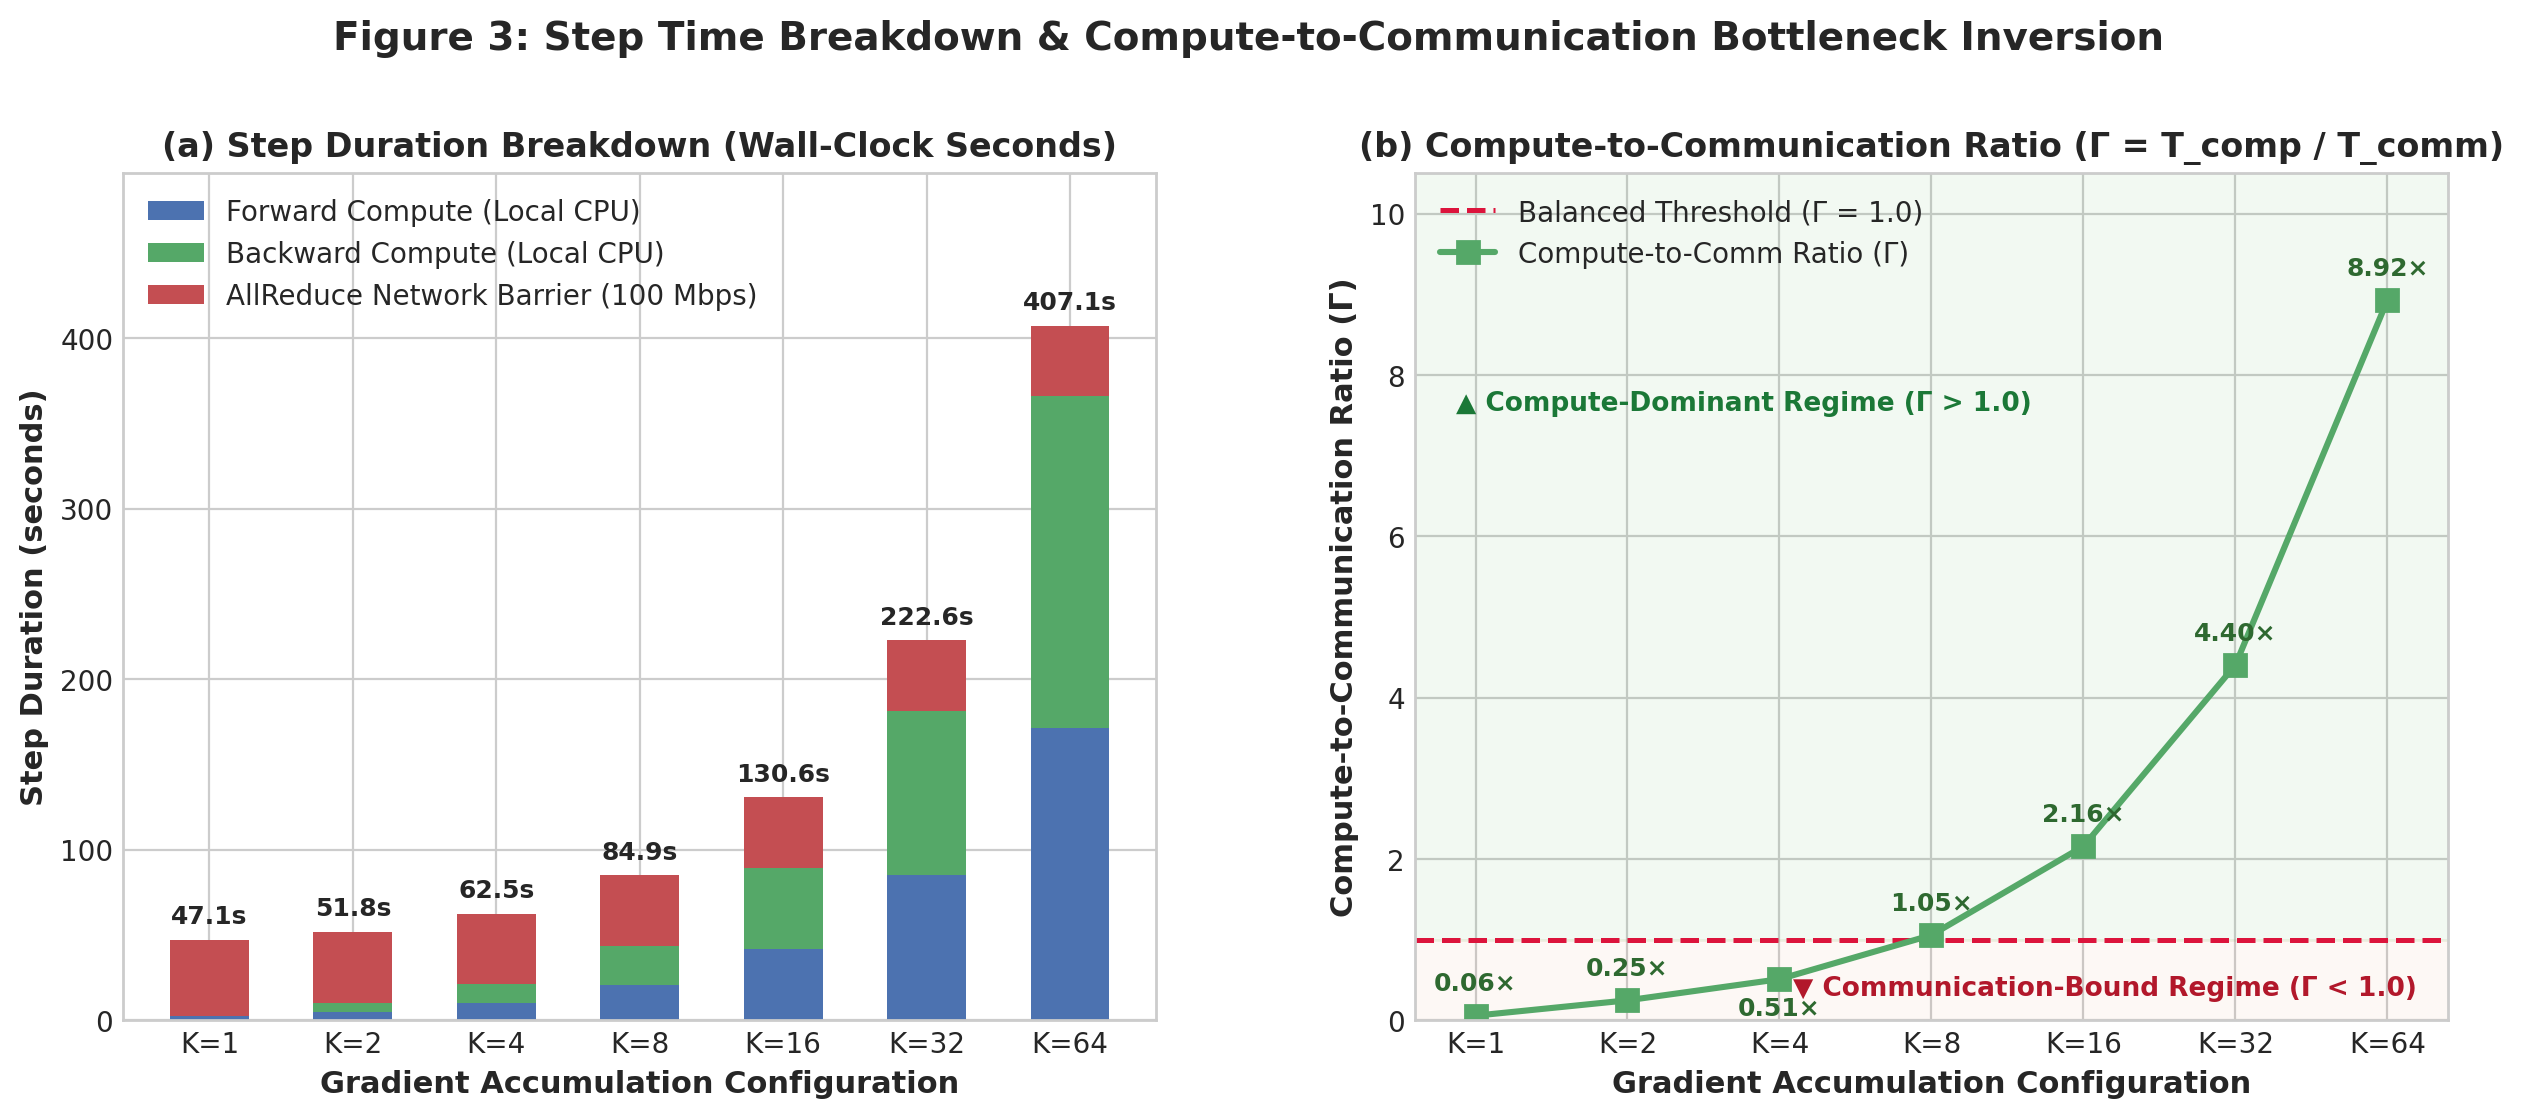 Figure 3: Step Time Breakdown & Compute-to-Communication Bottleneck Inversion
(a) Step Duration Breakdown (Wall-Clock Seconds)
Forward Compute (Local CPU)
Backward Compute (Local CPU)
AllReduce Network Barrier (100 Mbps)
Step Duration (seconds)
400
300
200
100
0
47.1s
51.8s
62.5s
84.9s
130.6s
222.6s
407.1s
K=1 K=2 K=4 K=8 K=16 K=32 K=64
Gradient Accumulation Configuration
(b) Compute-to-Communication Ratio (Γ = T_comp / T_comm)
Balanced Threshold (Γ = 1.0)
Compute-to-Comm Ratio (Γ)
Compute-to-Communication Ratio (Γ)
10
8
6
4
2
0
▲ Compute-Dominant Regime (Γ > 1.0)
▼ Communication-Bound Regime (Γ < 1.0)
0.06×
0.25×
0.51×
1.05×
2.16×
4.40×
8.92×
K=1 K=2 K=4 K=8 K=16 K=32 K=64
Gradient Accumulation Configuration